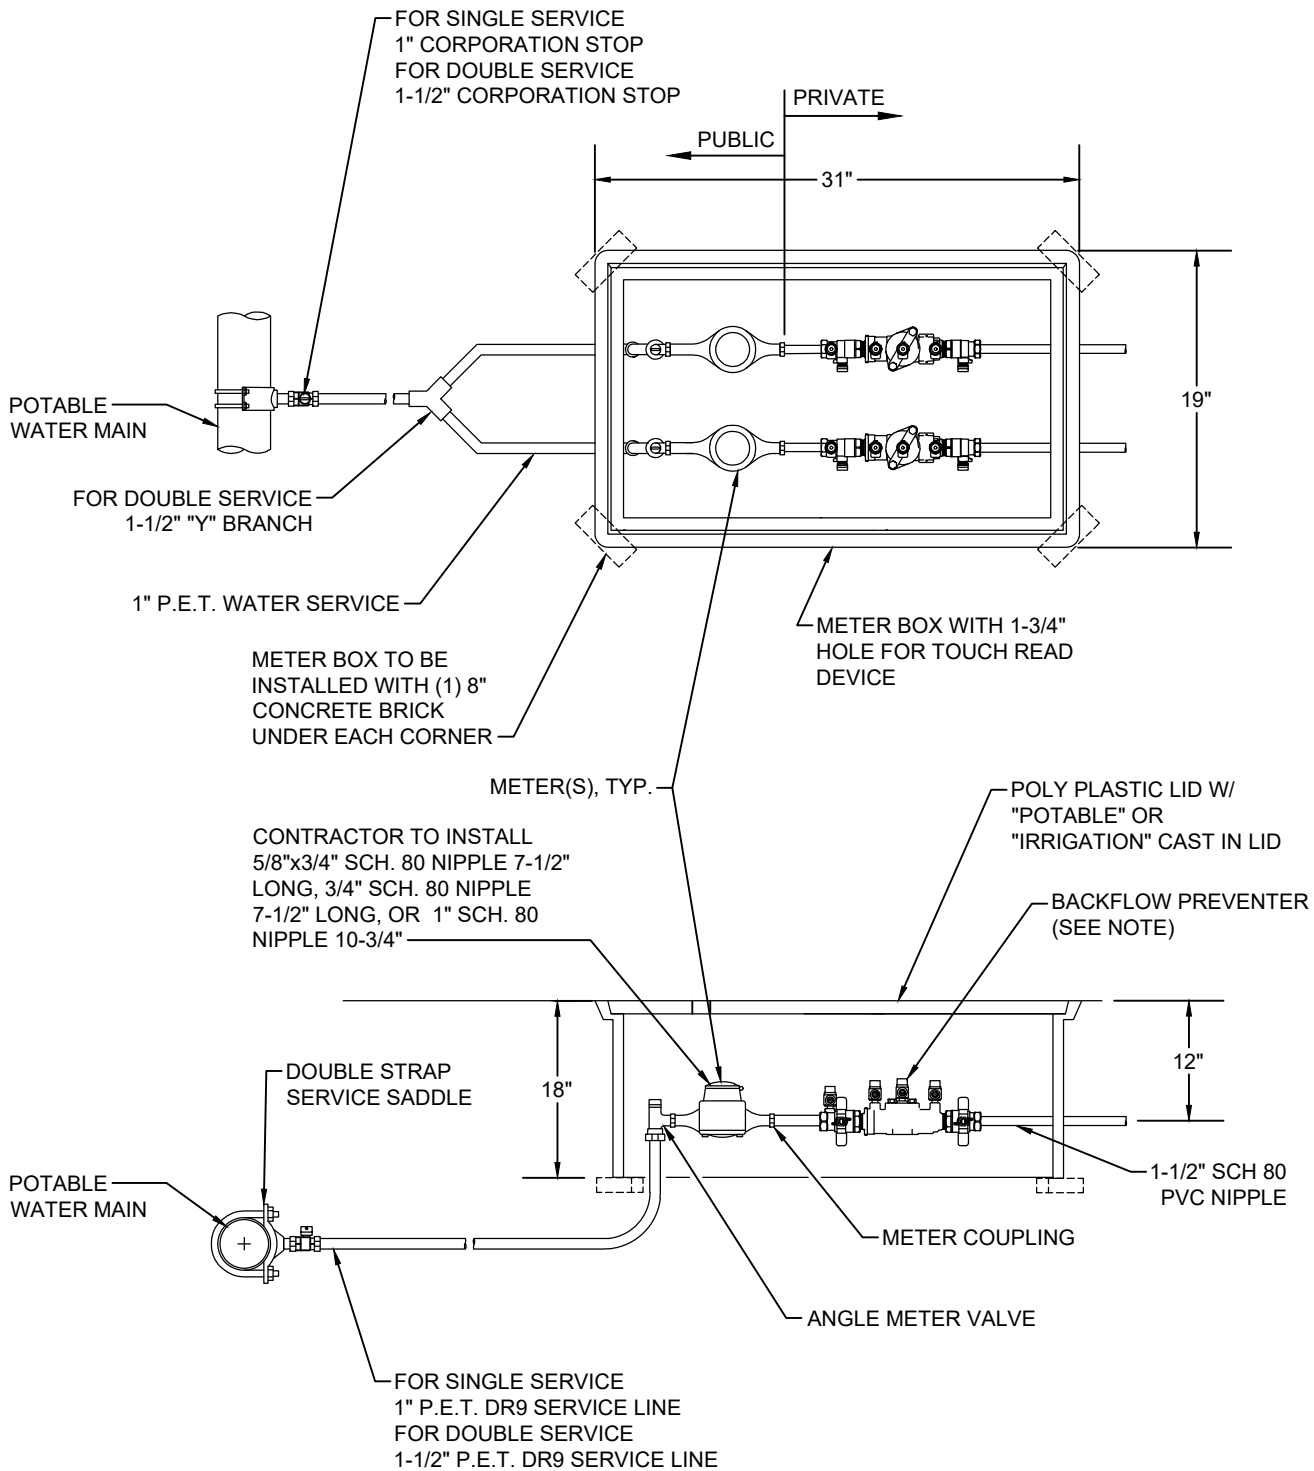 FOR SINGLE SERVICE
1" CORPORATION STOP
FOR DOUBLE SERVICE
1-1/2" CORPORATION STOP
PRIVATE
PUBLIC
31"
19"
POTABLE
WATER MAIN
FOR DOUBLE SERVICE
1-1/2" "Y" BRANCH
1" P.E.T. WATER SERVICE
METER BOX TO BE
INSTALLED WITH (1) 8"
CONCRETE BRICK
UNDER EACH CORNER
METER BOX WITH 1-3/4"
HOLE FOR TOUCH READ
DEVICE
METER(S), TYP.
POLY PLASTIC LID W/
"POTABLE" OR
"IRRIGATION" CAST IN LID
CONTRACTOR TO INSTALL
5/8"x3/4" SCH. 80 NIPPLE 7-1/2"
LONG, 3/4" SCH. 80 NIPPLE
7-1/2" LONG, OR 1" SCH. 80
NIPPLE 10-3/4"
BACKFLOW PREVENTER
(SEE NOTE)
18"
12"
DOUBLE STRAP
SERVICE SADDLE
POTABLE
WATER MAIN
1-1/2" SCH 80
PVC NIPPLE
METER COUPLING
ANGLE METER VALVE
FOR SINGLE SERVICE
1" P.E.T. DR9 SERVICE LINE
FOR DOUBLE SERVICE
1-1/2" P.E.T. DR9 SERVICE LINE